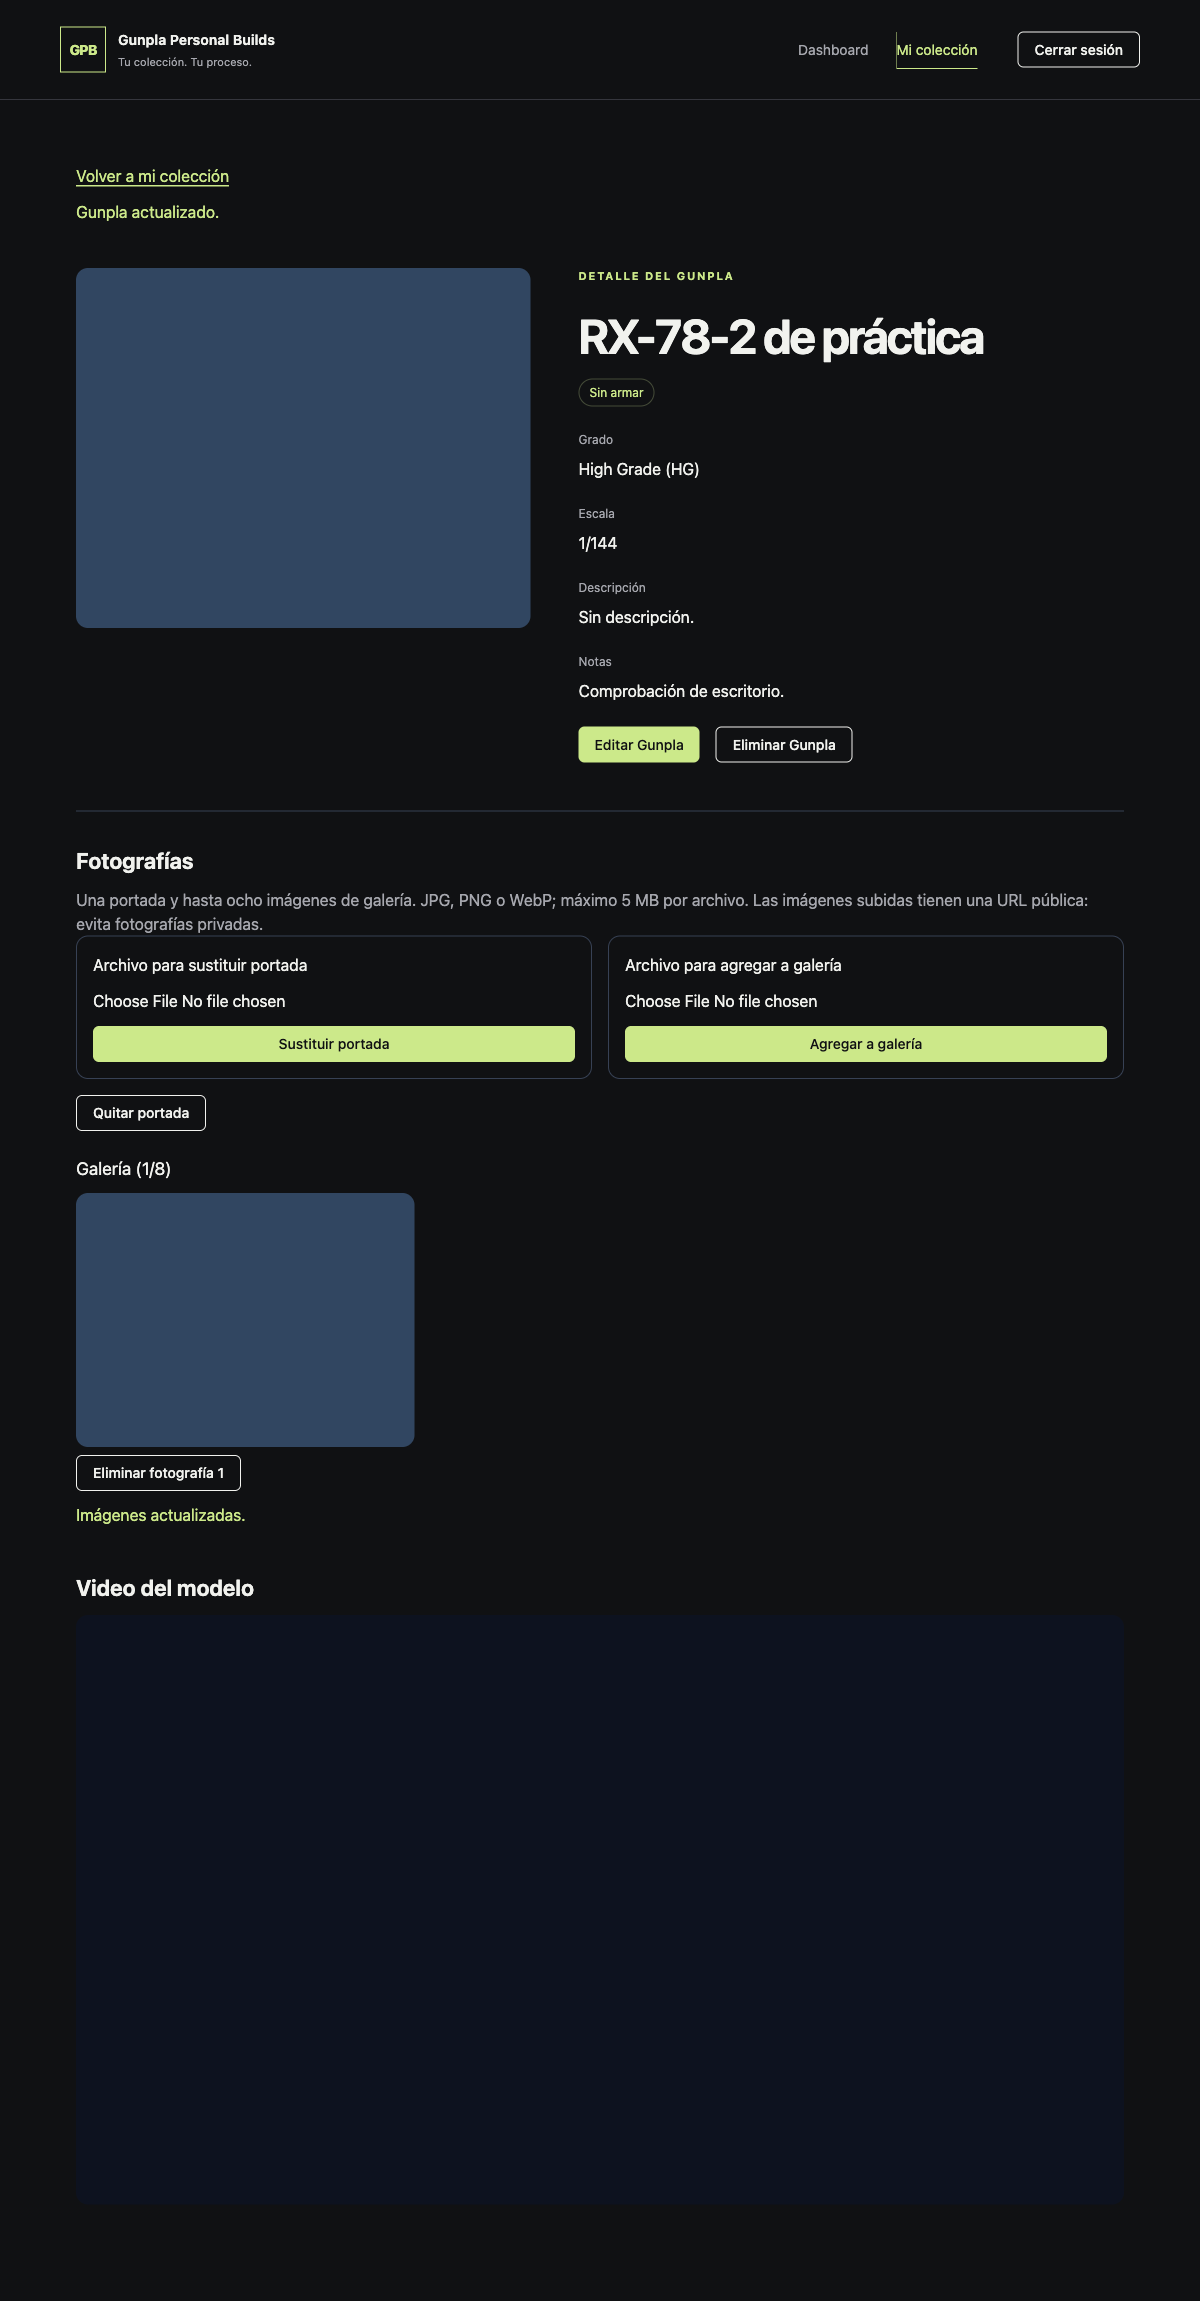 GPB
Gunpla Personal Builds
Tu colección. Tu proceso.
Dashboard
Mi colección
Cerrar sesión
Volver a mi colección
Gunpla actualizado.
DETALLE DEL GUNPLA
RX-78-2 de práctica
Sin armar
Grado
High Grade (HG)
Escala
1/144
Descripción
Sin descripción.
Notas
Comprobación de escritorio.
Editar Gunpla
Eliminar Gunpla
Fotografías
Una portada y hasta ocho imágenes de galería. JPG, PNG o WebP; máximo 5 MB por archivo. Las imágenes subidas tienen una URL pública:
evita fotografías privadas.
Archivo para sustituir portada
Choose File No file chosen
Sustituir portada
Archivo para agregar a galería
Choose File No file chosen
Agregar a galería
Quitar portada
Galería (1/8)
Eliminar fotografía 1
Imágenes actualizadas.
Video del modelo